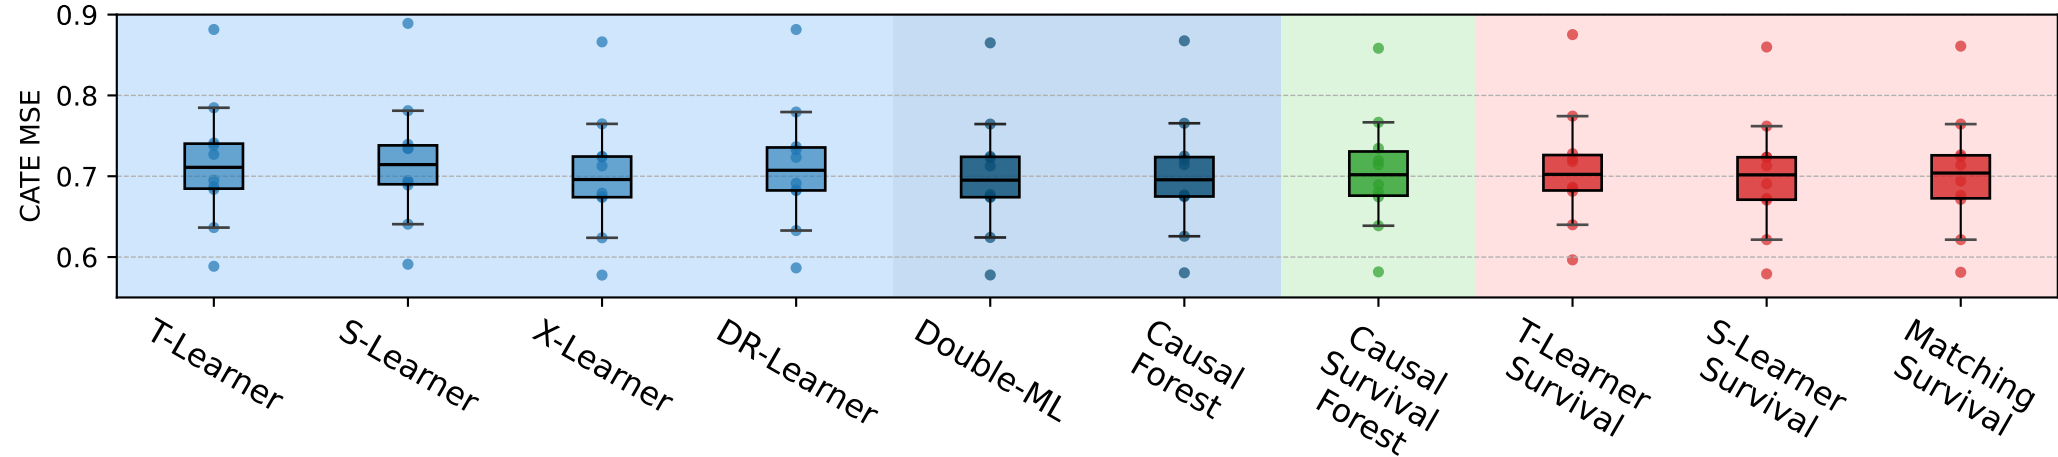 CATE MSE
0.9
0.8
0.7
0.6
T-Learner
S-Learner
X-Learner
DR-Learner
Double-ML
Causal
Forest
Causal
Survival
Forest
T-Learner
Survival
S-Learner
Survival
Matching
Survival